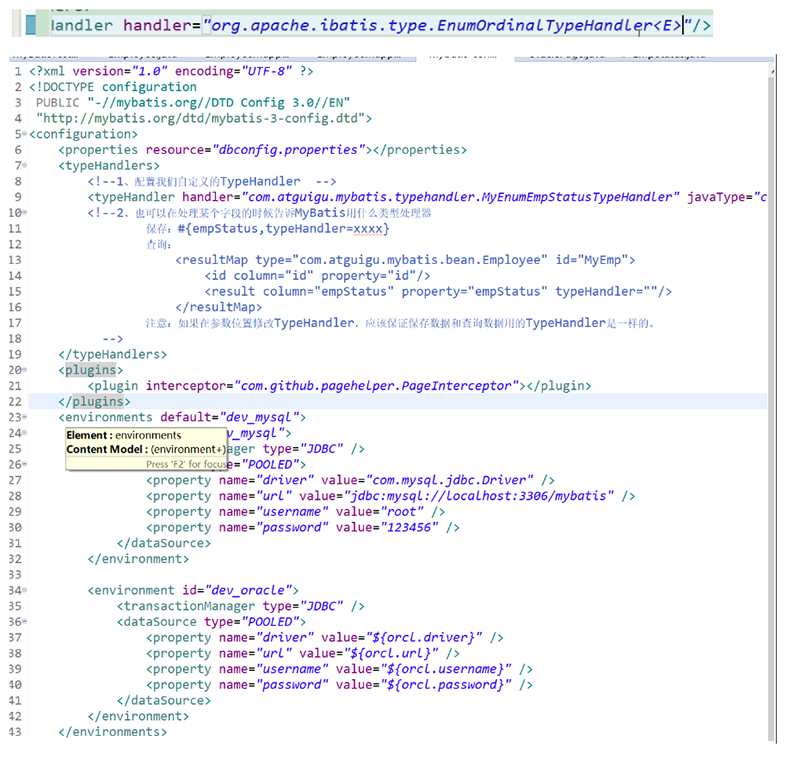 Handler handler="org.apache.ibatis.type.EnumOrdinalTypeHandler<E>"/>
1 <?xml version="1.0" encoding="UTF-8" ?>
2 <!DOCTYPE configuration
3 PUBLIC "-//mybatis.org//DTD Config 3.0//EN"
4 "http://mybatis.org/dtd/mybatis-3-config.dtd">
5 <configuration>
6 <properties resource="dbconfig.properties"></properties>
7 <typeHandlers>
8 <!--1、配置我们自定义的TypeHandler -->
9 <typeHandler handler="com.atguigu.mybatis.typehandler.MyEnumEmpStatusTypeHandler" javaType="c
10 <!--2、也可以在处理某个字段的时候告诉MyBatis用什么类型处理器
11 保存：#{empStatus,typeHandler=xxxx}
12 查询：
13 <resultMap type="com.atguigu.mybatis.bean.Employee" id="MyEmp">
14 <id column="id" property="id"/>
15 <result column="empStatus" property="empStatus" typeHandler=""/>
16 </resultMap>
17 注意：如果在参数位置修改TypeHandler，应该保证保存数据和查询数据用的TypeHandler是一样的。
18 -->
19 </typeHandlers>
20 <plugins>
21 <plugin interceptor="com.github.pagehelper.PageInterceptor"></plugin>
22 </plugins>
23 <environments default="dev_mysql">
24 v_mysql">
Element : environments
25 ager type="JDBC" />
Content Model : (environment+)
26 ="POOLED">
Press 'F2' for focus
27 <property name="driver" value="com.mysql.jdbc.Driver" />
28 <property name="url" value="jdbc:mysql://localhost:3306/mybatis" />
29 <property name="username" value="root" />
30 <property name="password" value="123456" />
31 </dataSource>
32 </environment>
33
34 <environment id="dev_oracle">
35 <transactionManager type="JDBC" />
36 <dataSource type="POOLED">
37 <property name="driver" value="${orcl.driver}" />
38 <property name="url" value="${orcl.url}" />
39 <property name="username" value="${orcl.username}" />
40 <property name="password" value="${orcl.password}" />
41 </dataSource>
42 </environment>
43 </environments>